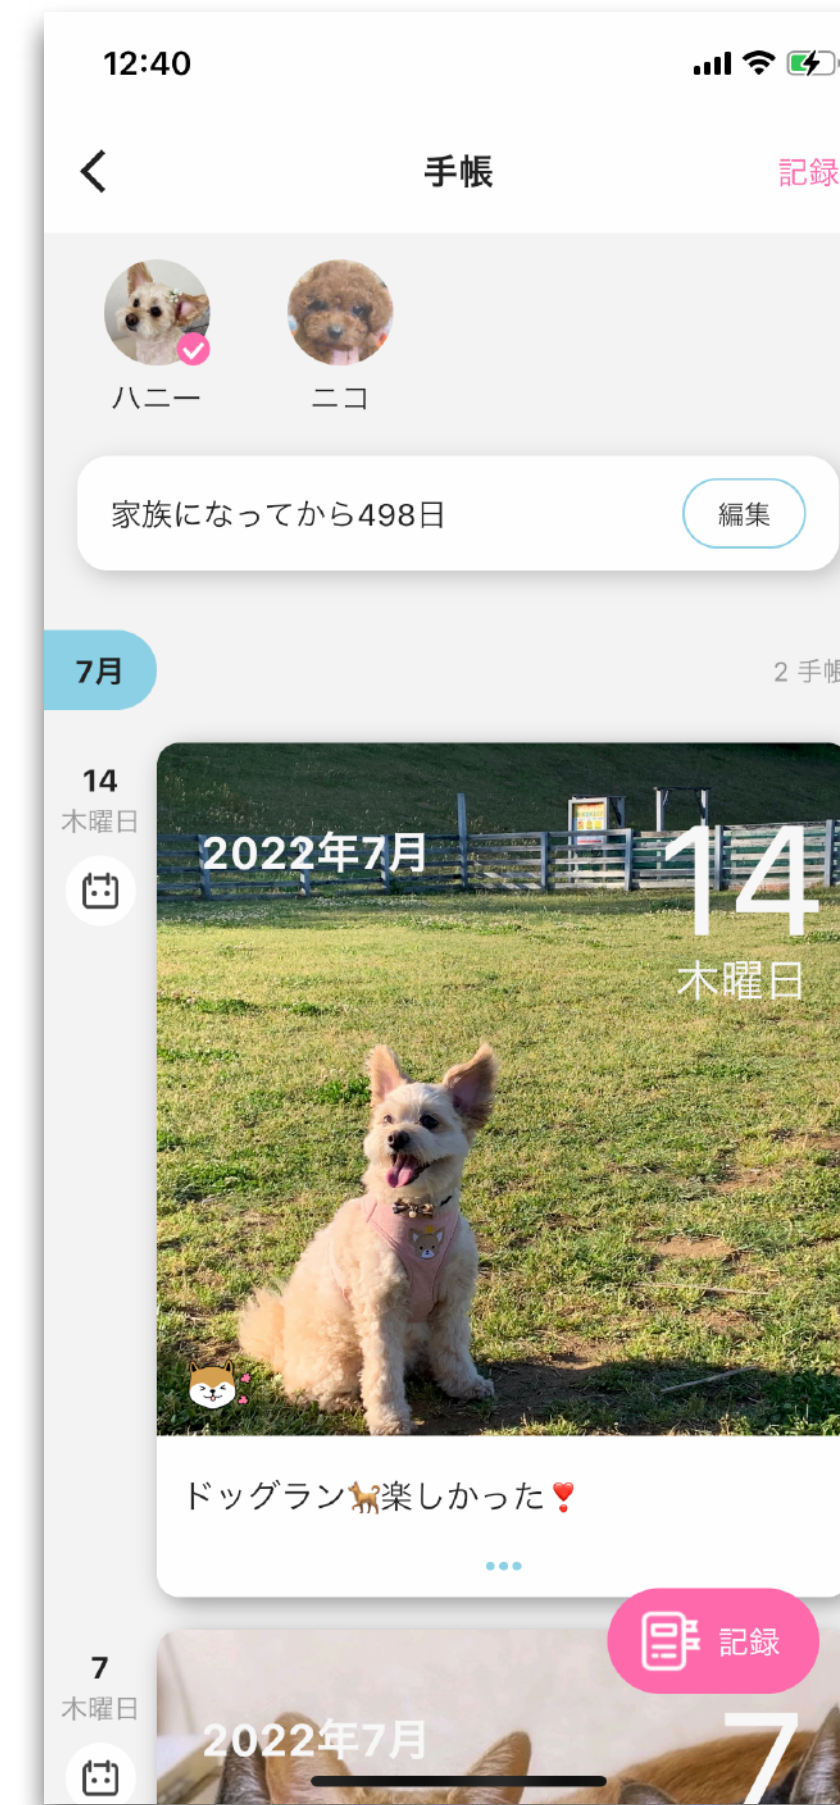 12:40
手帳
記録
ハニー
ニコ
家族になってから498日
編集
7月
2 手帳
14
木曜日
2022年7月
14
木曜日
ドッグラン🐕楽しかった❣️
記録
7
木曜日
2022年7月
7